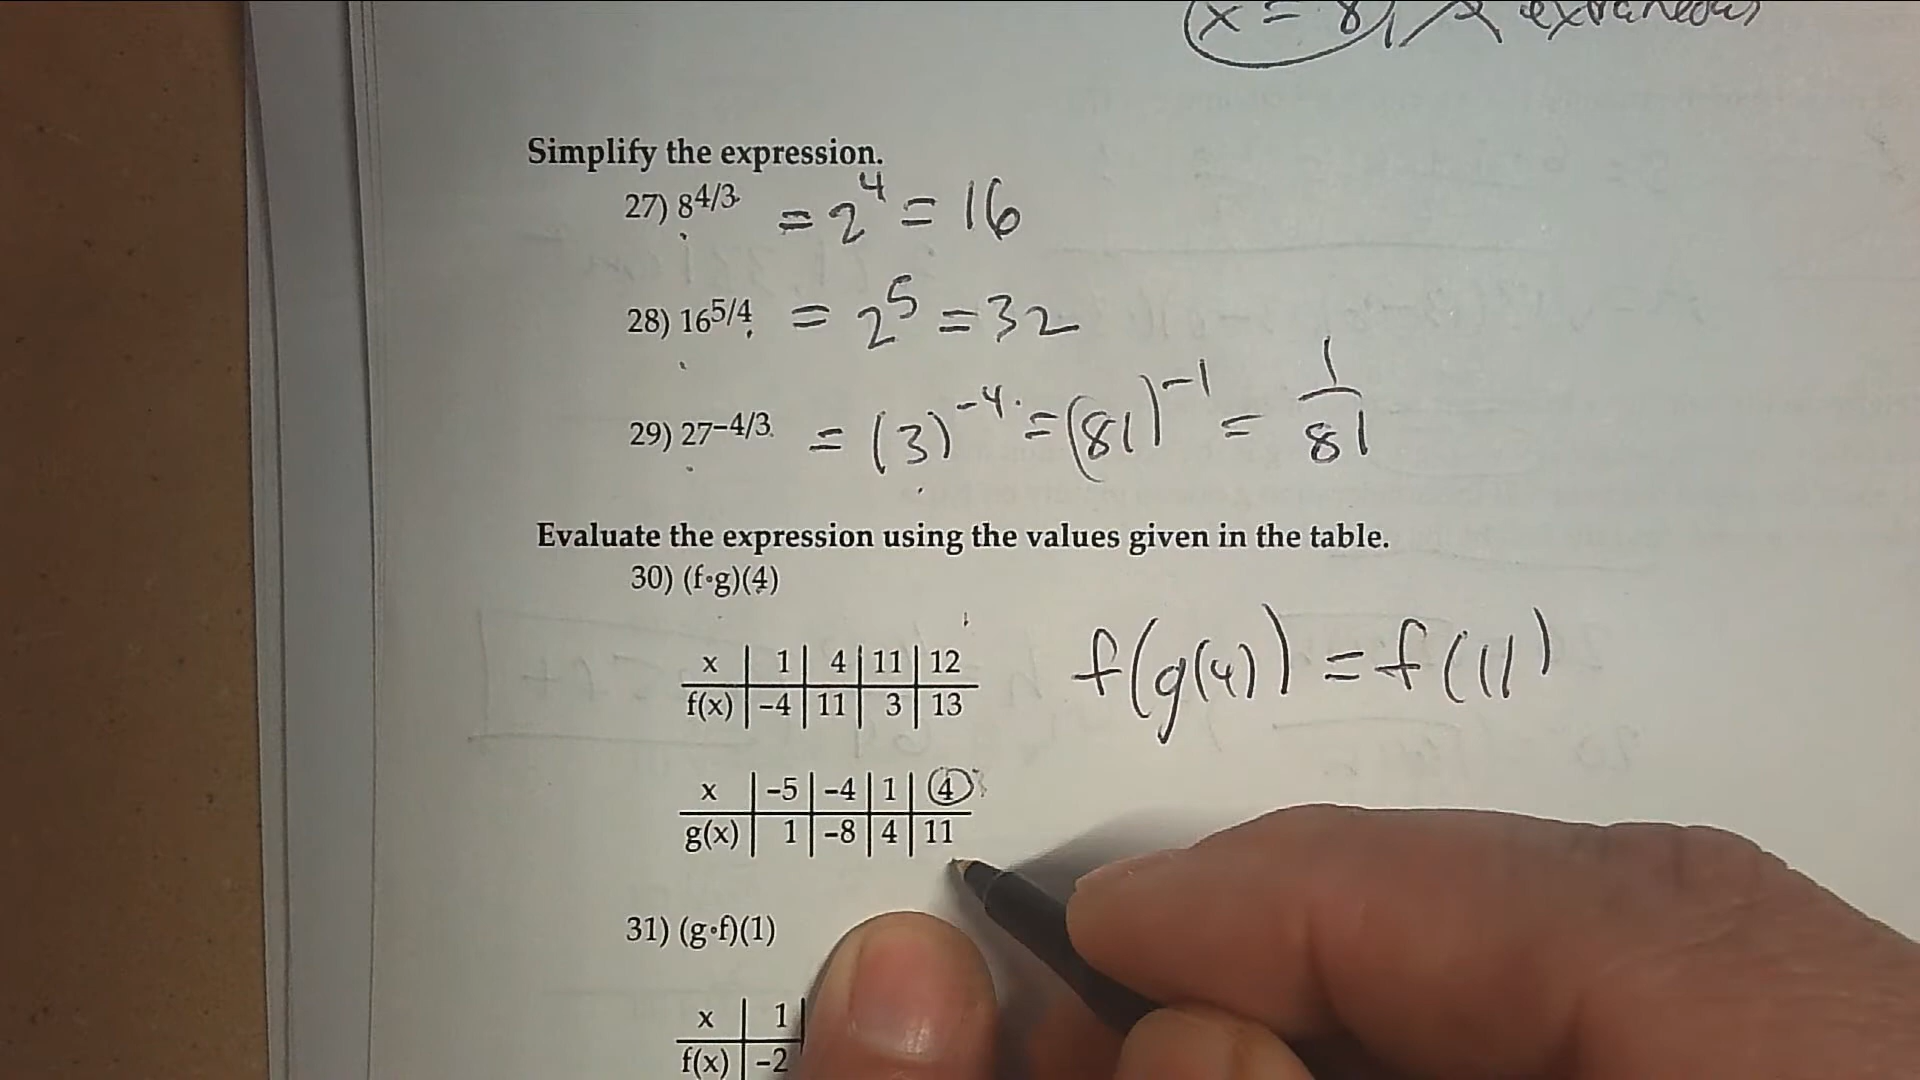 (x = 8), extraneous
Simplify the expression.
27) 8^4/3 = 2^4 = 16
28) 16^5/4 = 2^5 = 32
29) 27^−4/3 = (3)^-4 = (81)^-1 = 1/81
Evaluate the expression using the values given in the table.
30) (f∘g)(4)
x | 1 | 4 | 11 | 12
f(x) | −4 | 11 | 3 | 13
f(g(4)) = f(11)
x | −5 | −4 | 1 | 4
g(x) | 1 | −8 | 4 | 11
31) (g∘f)(1)
x | 1
f(x) | −2